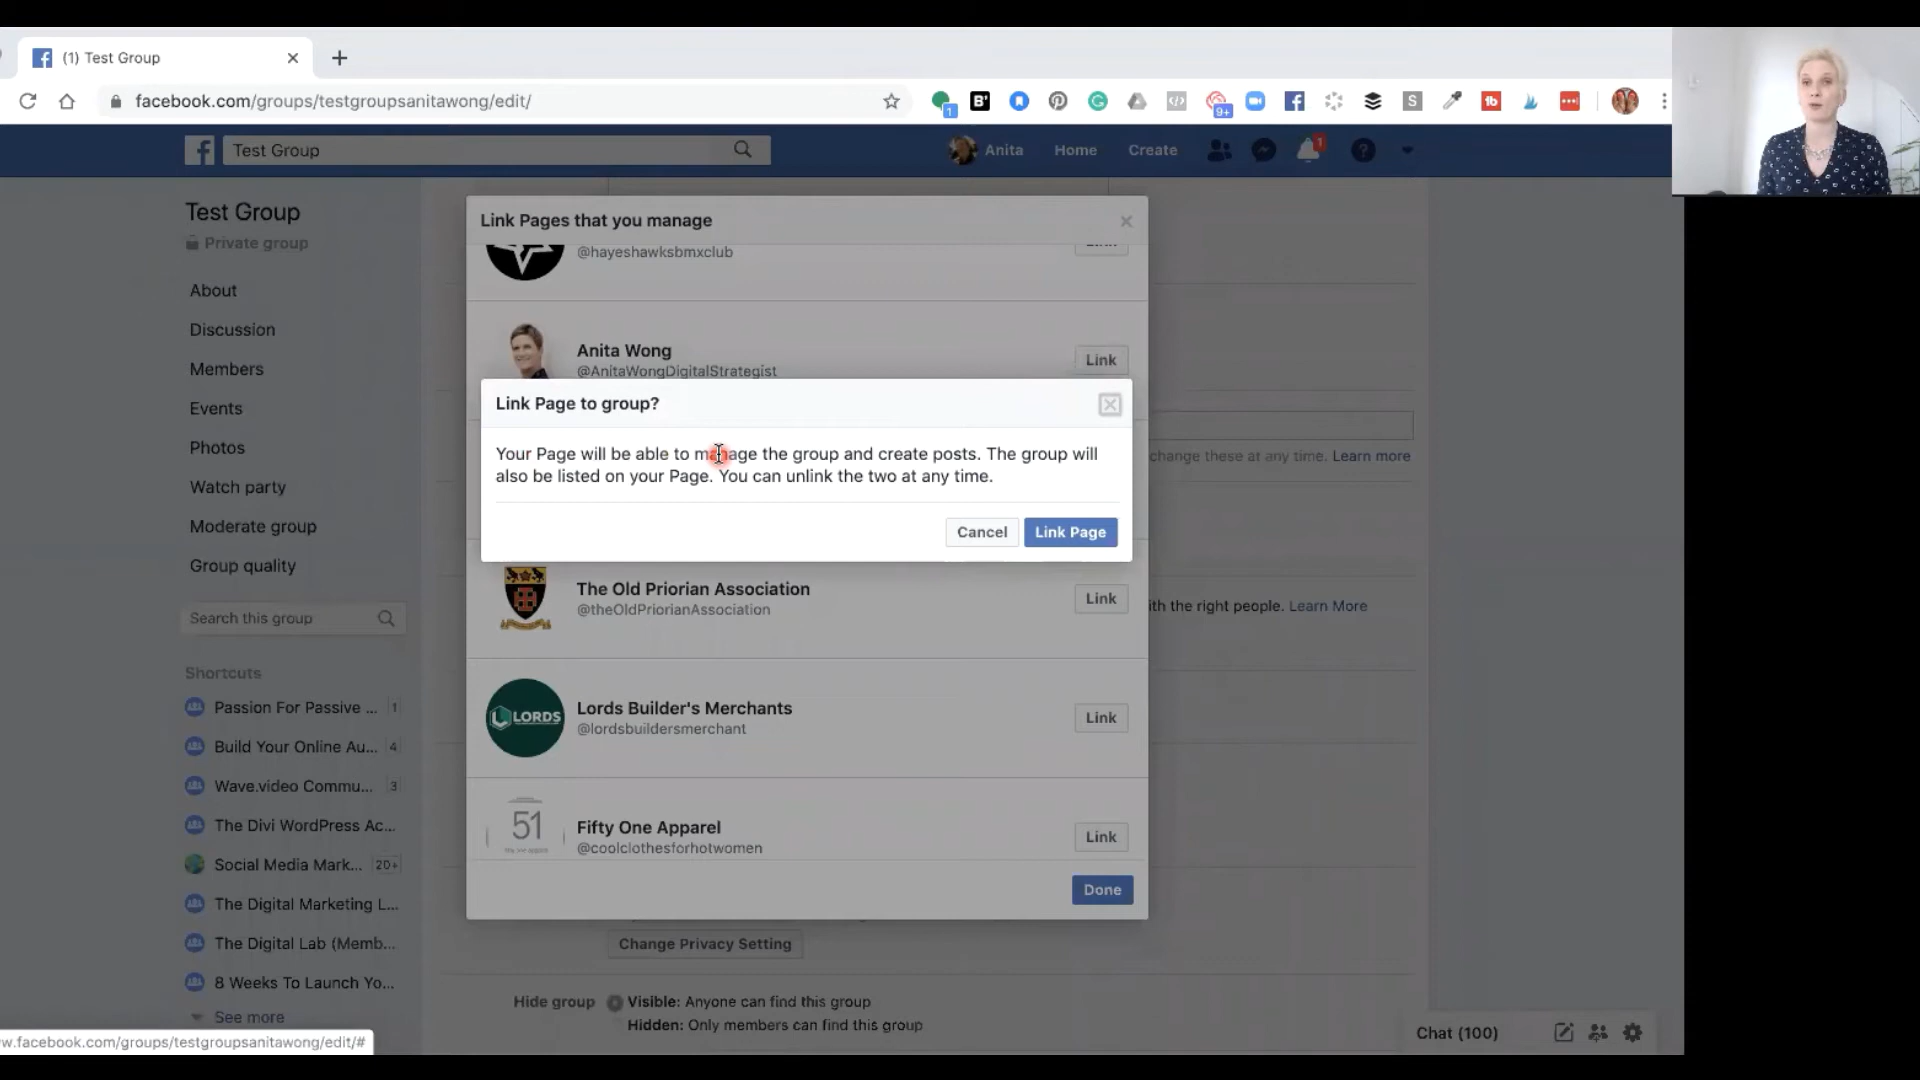 (1) Test Group
facebook.com/groups/testgroupsanitawong/edit/
1
9+
Test Group
Anita
Home
Create
1
Test Group
Private group
About
Discussion
Members
Events
Photos
Watch party
Moderate group
Group quality
Search this group
Shortcuts
Passion For Passive ... 1
Build Your Online Au... 4
Wave.video Commu... 3
The Divi WordPress Ac...
Social Media Mark... 20+
The Digital Marketing L...
The Digital Lab (Memb...
8 Weeks To Launch Yo...
See more
Link Pages that you manage
@hayeshawksbmxclub
Link
Anita Wong
@AnitaWongDigitalStrategist
Link
Link Page to group?
Your Page will be able to manage the group and create posts. The group will
also be listed on your Page. You can unlink the two at any time.
Cancel
Link Page
change these at any time. Learn more
The Old Priorian Association
@theOldPriorianAssociation
Link
ith the right people. Learn More
LORDS
Lords Builder's Merchants
@lordsbuildersmerchant
Link
51
Fifty One Apparel
@coolclothesforhotwomen
Link
Done
Change Privacy Setting
Hide group
Visible: Anyone can find this group
Hidden: Only members can find this group
Chat (100)
w.facebook.com/groups/testgroupsanitawong/edit/#